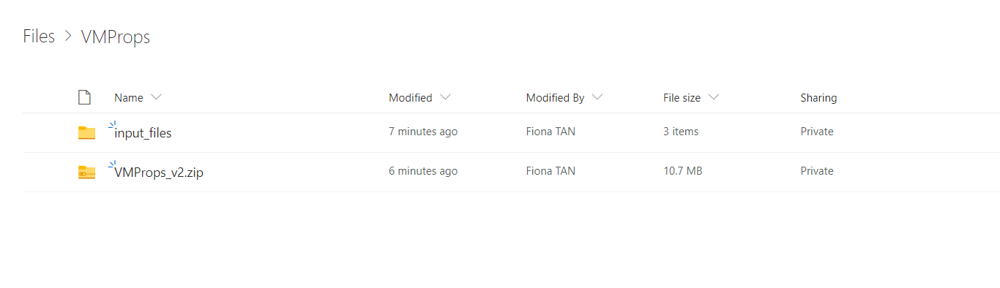 Files > VMProps
Name Modified Modified By File size Sharing
input_files 7 minutes ago Fiona TAN 3 items Private
VMProps_v2.zip 6 minutes ago Fiona TAN 10.7 MB Private